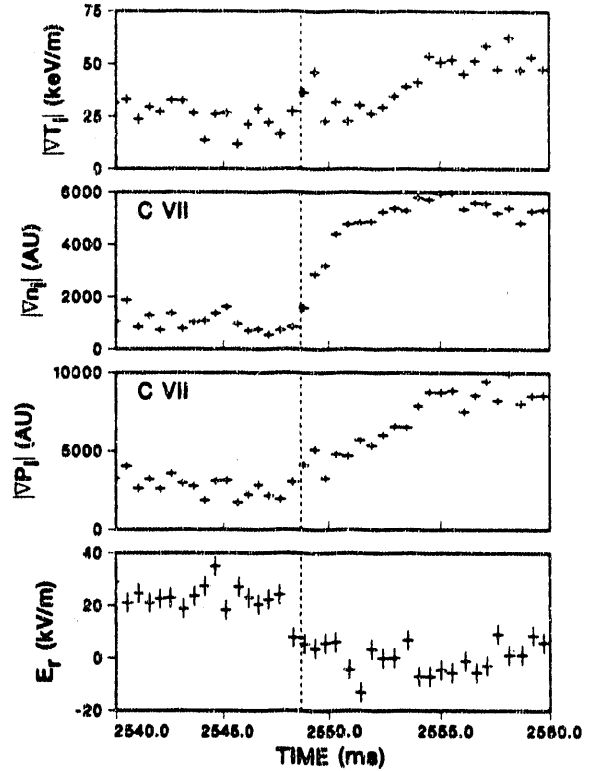 75
50
25
0
|∇Ti| (keV/m)
6000
4000
2000
0
|∇ni| (AU)
C VII
10000
5000
0
|∇Pi| (AU)
C VII
40
20
0
-20
Er (kV/m)
2540.0 2545.0 2550.0 2555.0 2560.0
TIME (ms)